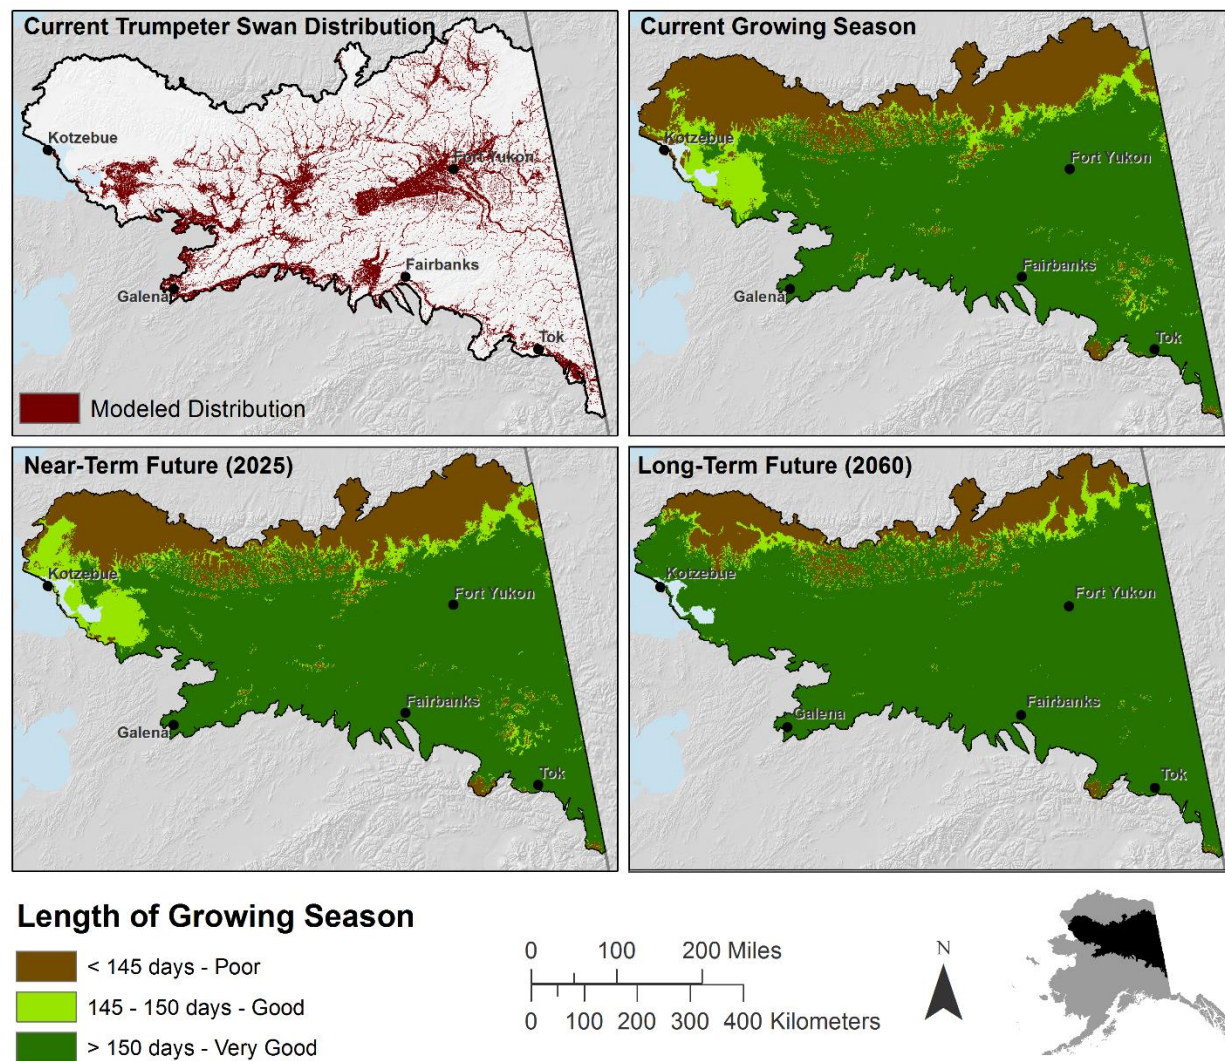 Current Trumpeter Swan Distribution
Kotzebue
Fort Yukon
Fairbanks
Galena
Tok
Modeled Distribution
Current Growing Season
Kotzebue
Fort Yukon
Fairbanks
Galena
Tok
Near-Term Future (2025)
Kotzebue
Fort Yukon
Fairbanks
Galena
Tok
Long-Term Future (2060)
Kotzebue
Fort Yukon
Fairbanks
Galena
Tok
Length of Growing Season
< 145 days - Poor
145 - 150 days - Good
> 150 days - Very Good
0 100 200 Miles
0 100 200 300 400 Kilometers
N